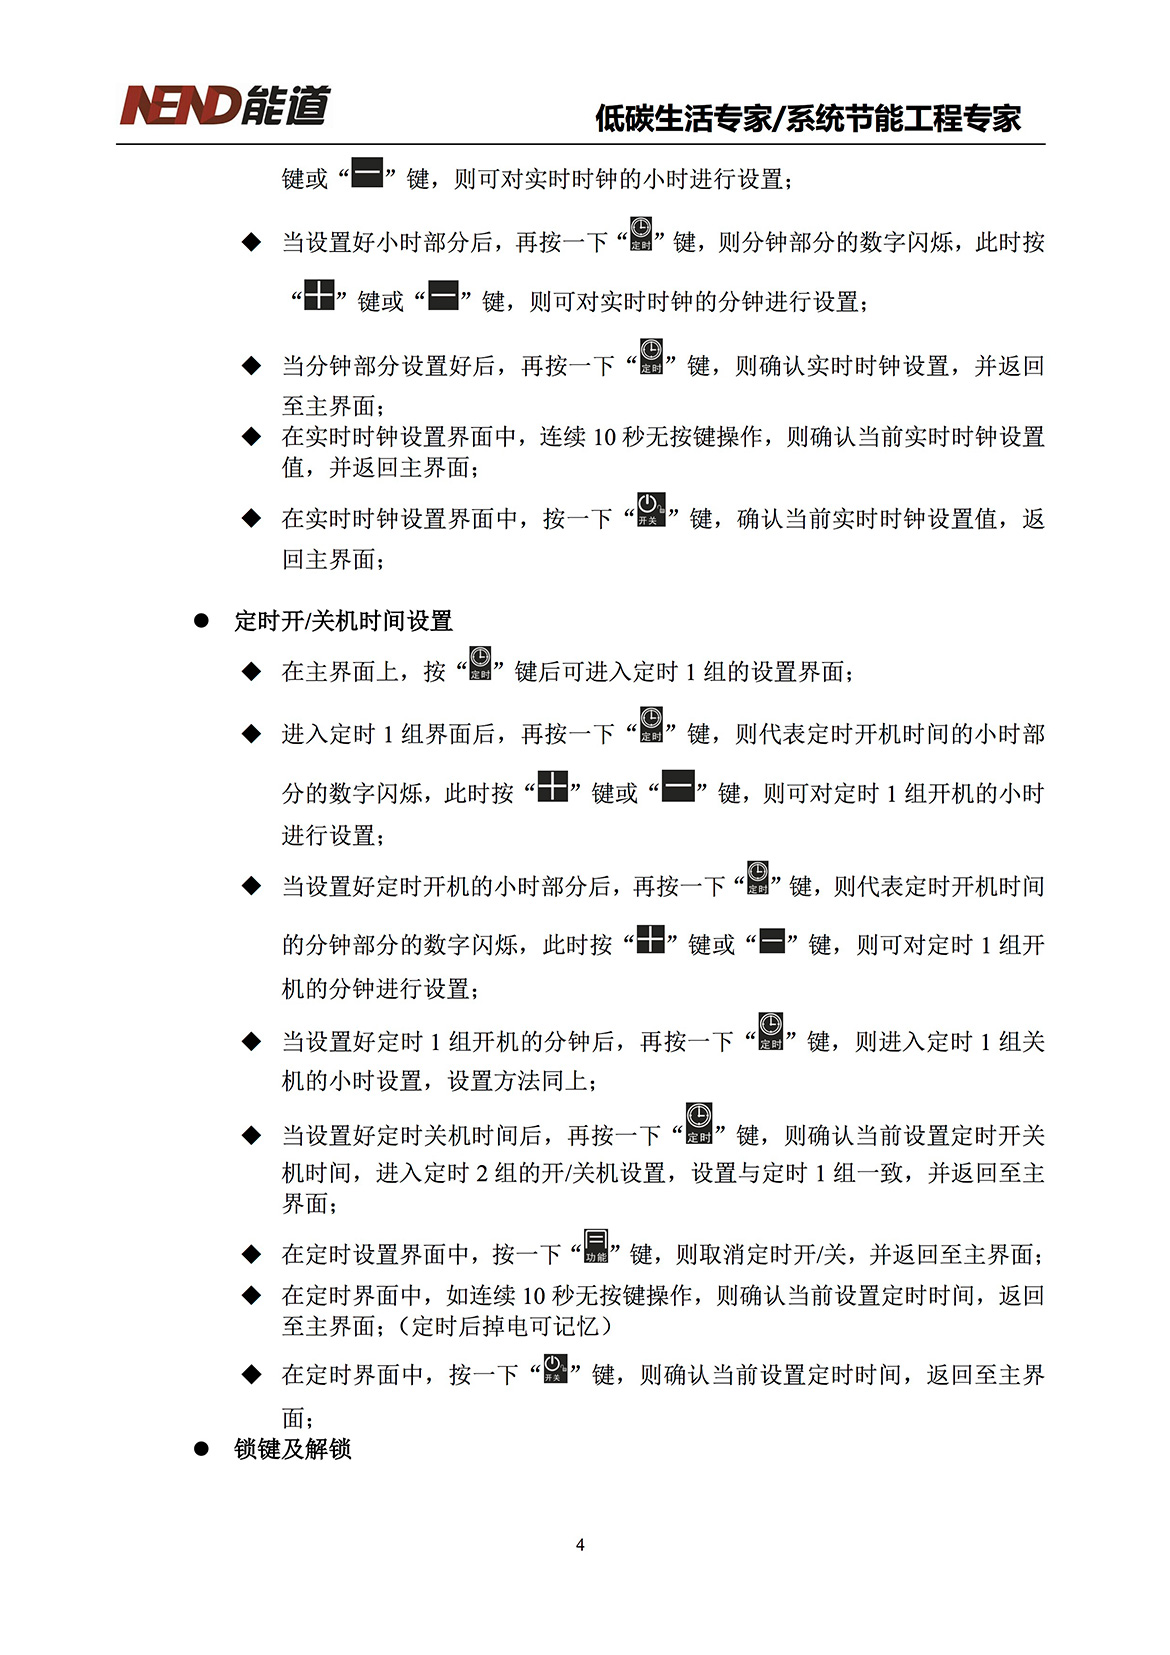 NEND能道
低碳生活专家/系统节能工程专家
键或“—”键，则可对实时时钟的小时进行设置；
◆ 当设置好小时部分后，再按一下“定时”键，则分钟部分的数字闪烁，此时按
“+”键或“—”键，则可对实时时钟的分钟进行设置；
◆ 当分钟部分设置好后，再按一下“定时”键，则确认实时时钟设置，并返回
至主界面；
◆ 在实时时钟设置界面中，连续 10 秒无按键操作，则确认当前实时时钟设置
值，并返回主界面；
◆ 在实时时钟设置界面中，按一下“开关”键，确认当前实时时钟设置值，返
回主界面；
● 定时开/关机时间设置
◆ 在主界面上，按“定时”键后可进入定时 1 组的设置界面；
◆ 进入定时 1 组界面后，再按一下“定时”键，则代表定时开机时间的小时部
分的数字闪烁，此时按“+”键或“—”键，则可对定时 1 组开机的小时
进行设置；
◆ 当设置好定时开机的小时部分后，再按一下“定时”键，则代表定时开机时间
的分钟部分的数字闪烁，此时按“+”键或“—”键，则可对定时 1 组开
机的分钟进行设置；
◆ 当设置好定时 1 组开机的分钟后，再按一下“定时”键，则进入定时 1 组关
机的小时设置，设置方法同上；
◆ 当设置好定时关机时间后，再按一下“定时”键，则确认当前设置定时开关
机时间，进入定时 2 组的开/关机设置，设置与定时 1 组一致，并返回至主
界面；
◆ 在定时设置界面中，按一下“功能”键，则取消定时开/关，并返回至主界面；
◆ 在定时界面中，如连续 10 秒无按键操作，则确认当前设置定时时间，返回
至主界面；（定时后掉电可记忆）
◆ 在定时界面中，按一下“开关”键，则确认当前设置定时时间，返回至主界
面；
● 锁键及解锁
4